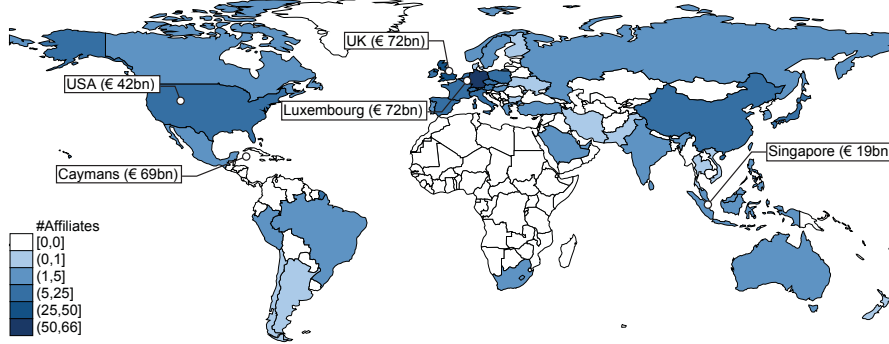 UK (€ 72bn)
USA (€ 42bn)
Luxembourg (€ 72bn)
Singapore (€ 19bn
Caymans (€ 69bn)
#Affiliates
[0,0]
(0,1]
(1,5]
(5,25]
(25,50]
(50,66]